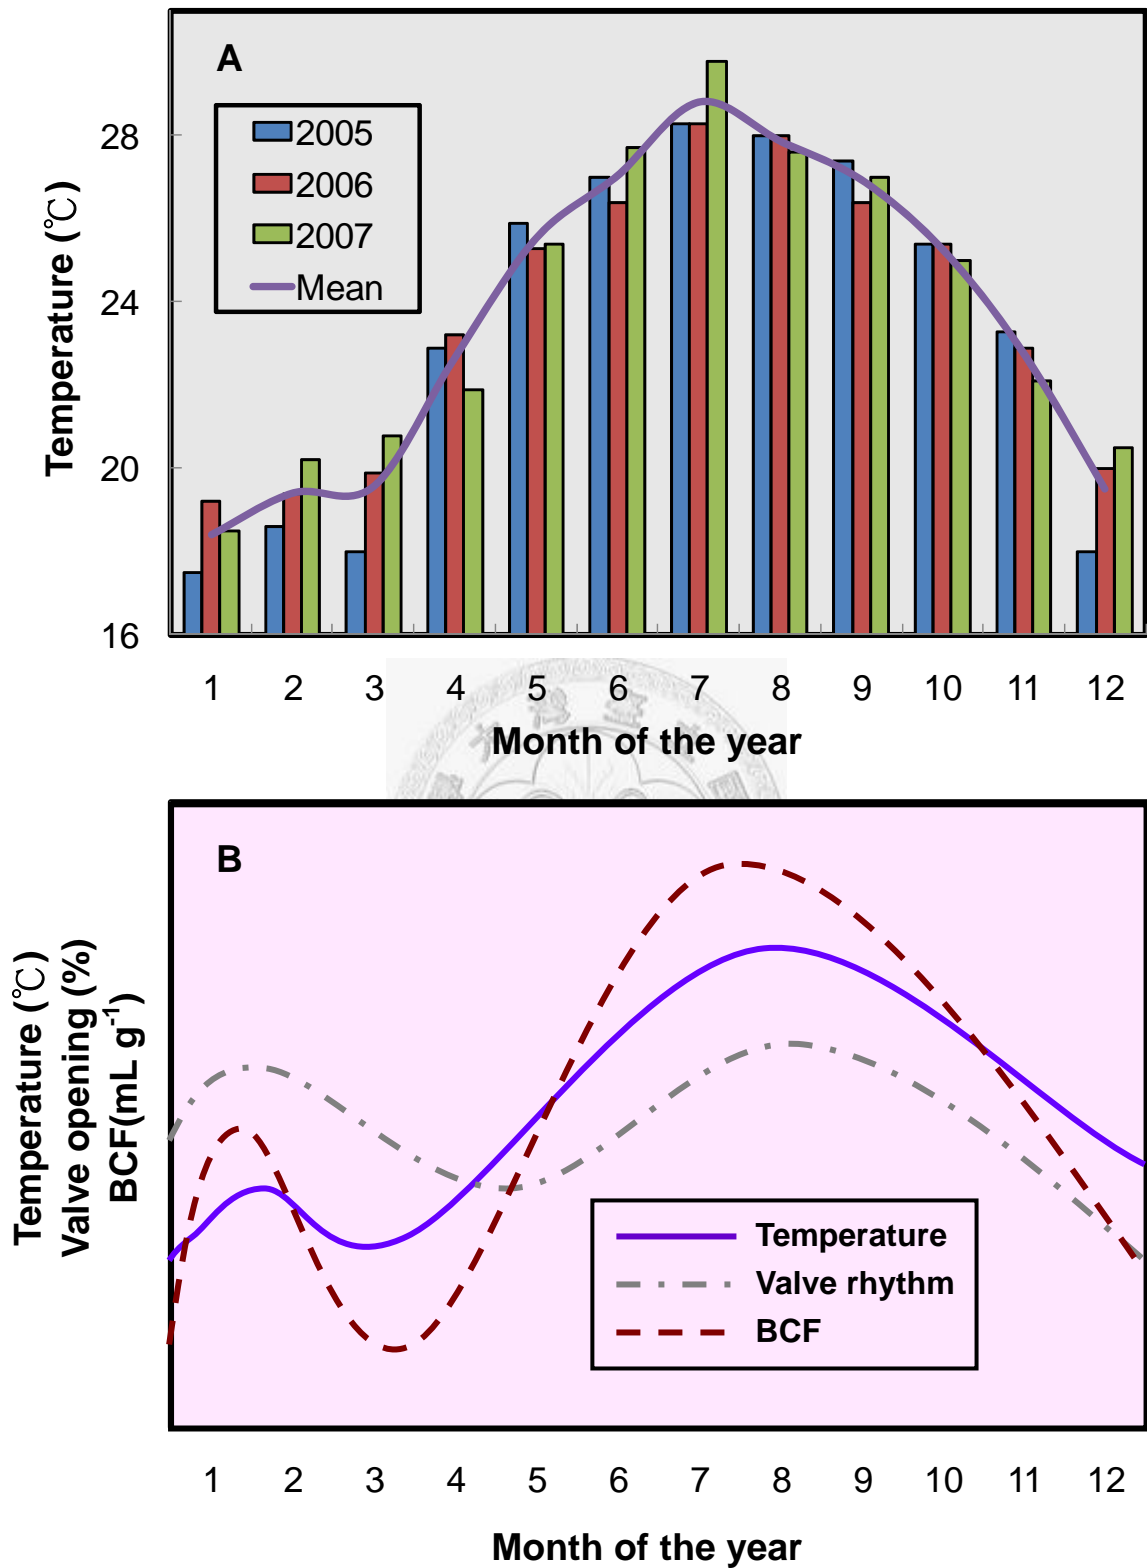 A
2005
2006
2007
Mean
Temperature (℃)
28
24
20
16
1 2 3 4 5 6 7 8 9 10 11 12
Month of the year
B
Temperature (℃)
Valve opening (%)
BCF(mL g-1)
Temperature
Valve rhythm
BCF
1 2 3 4 5 6 7 8 9 10 11 12
Month of the year